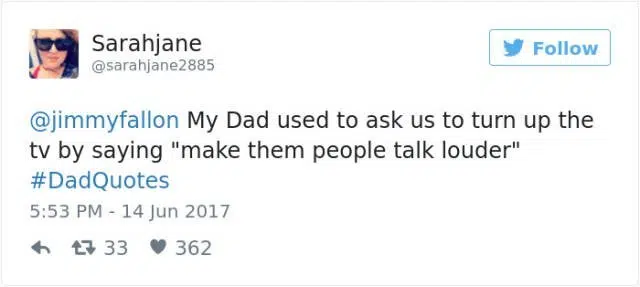 Sarahjane
@sarahjane2885
Follow
@jimmyfallon My Dad used to ask us to turn up the
tv by saying "make them people talk louder"
#DadQuotes
5:53 PM - 14 Jun 2017
33 362